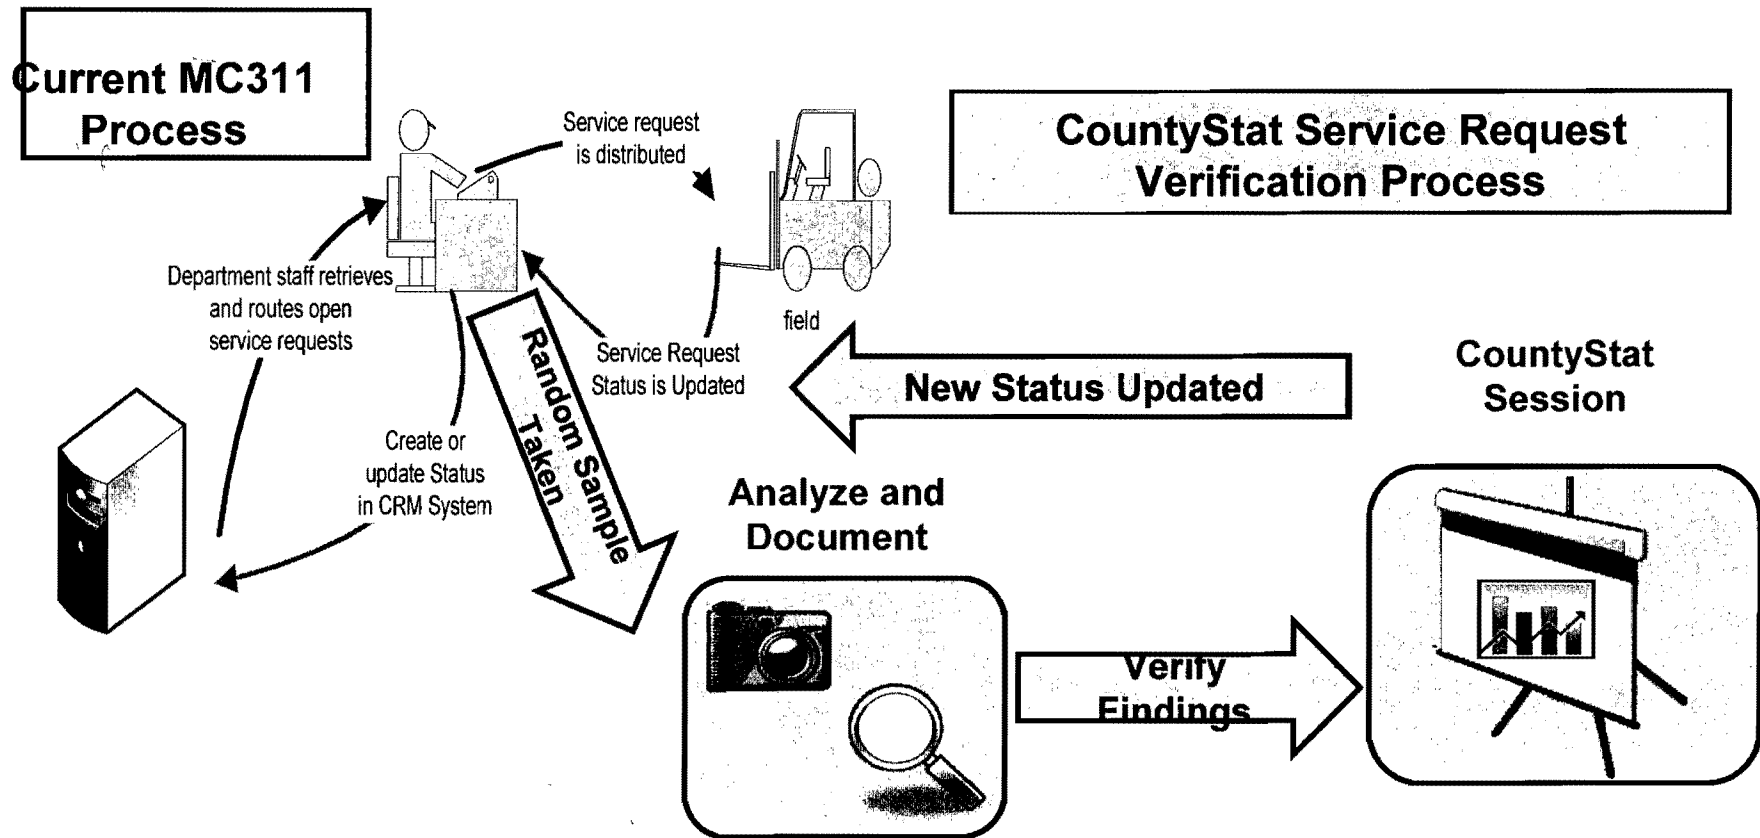 Current MC311
Process
Service request
is distributed
CountyStat Service Request
Verification Process
Department staff retrieves
and routes open
service requests
field
Service Request
Status is Updated
Random Sample
Taken
New Status Updated
CountyStat
Session
Create or
update Status
in CRM System
Analyze and
Document
Verify
Findings